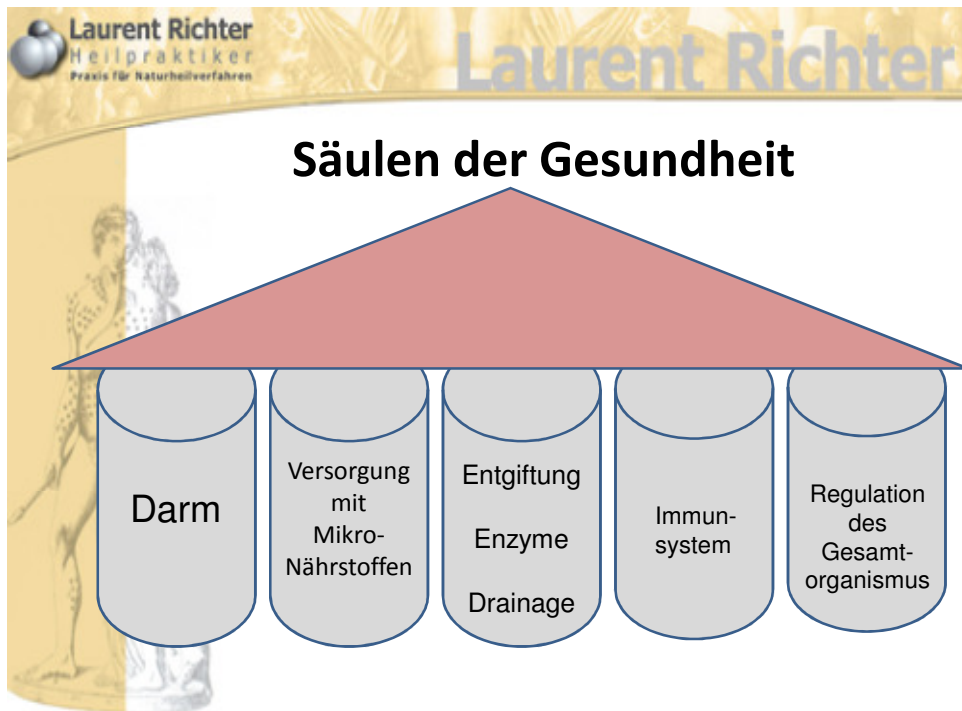 Laurent Richter
Heilpraktiker
Praxis für Naturheilverfahren
Laurent Richter
Säulen der Gesundheit
Darm
Versorgung
mit
Mikro-
Nährstoffen
Entgiftung
Enzyme
Drainage
Immun-
system
Regulation
des
Gesamt-
organismus